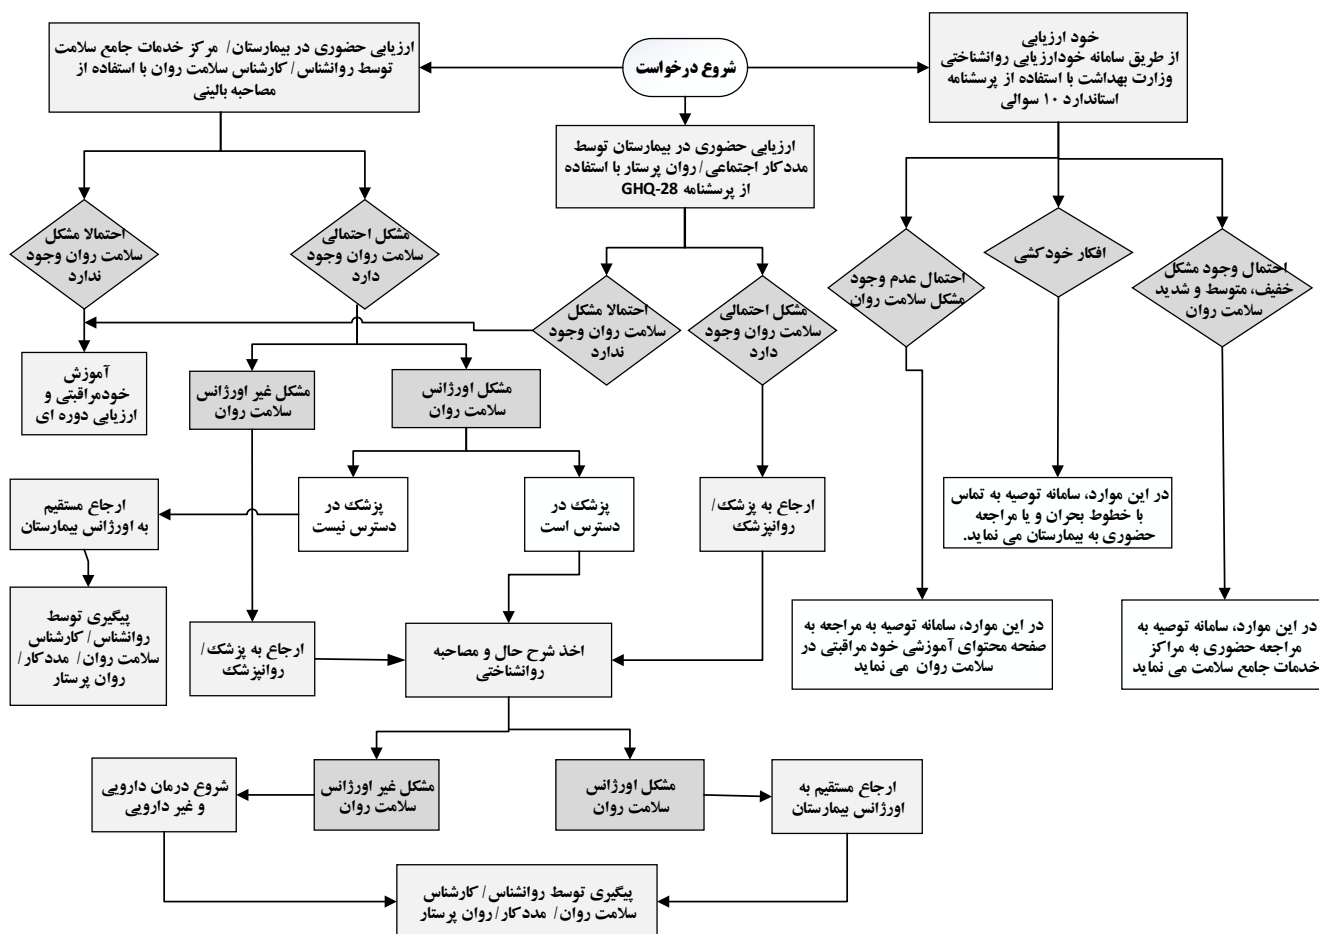 شروع درخواست
خود ارزیابی
از طریق سامانه خودارزیابی روانشناختی
وزارت بهداشت با استفاده از پرسشنامه
استاندارد ۱۰ سوالی
ارزیابی حضوری در بیمارستان توسط
مددکار اجتماعی/ روان پرستار با استفاده
از پرسشنامه GHQ-28
ارزیابی حضوری در بیمارستان/ مرکز خدمات جامع سلامت
توسط روانشناس/ کارشناس سلامت روان با استفاده از
مصاحبه بالینی
احتمال وجود مشکل
خفیف، متوسط و شدید
سلامت روان
افکار خودکشی
احتمال عدم وجود
مشکل سلامت روان
مشکل احتمالی
سلامت روان وجود
دارد
احتمالا مشکل
سلامت روان وجود
ندارد
مشکل احتمالی
سلامت روان وجود
دارد
احتمالا مشکل
سلامت روان وجود
ندارد
مشکل اورژانس
سلامت روان
مشکل غیر اورژانس
سلامت روان
آموزش
خودمراقبتی و
ارزیابی دوره ای
در این موارد، سامانه توصیه به تماس
با خطوط بحران و یا مراجعه
حضوری به بیمارستان می نماید.
ارجاع به پزشک/
روانپزشک
پزشک در
دسترس است
پزشک در
دسترس نیست
ارجاع مستقیم
به اورژانس بیمارستان
در این موارد، سامانه توصیه به
مراجعه حضوری به مراکز
خدمات جامع سلامت می نماید
در این موارد، سامانه توصیه به مراجعه به
صفحه محتوای آموزشی خود مراقبتی در
سلامت روان می نماید
اخذ شرح حال و مصاحبه
روانشناختی
ارجاع به پزشک/
روانپزشک
پیگیری توسط
روانشناس/ کارشناس
سلامت روان/ مددکار/
روان پرستار
ارجاع مستقیم به
اورژانس بیمارستان
مشکل اورژانس
سلامت روان
مشکل غیر اورژانس
سلامت روان
شروع درمان دارویی
و غیر دارویی
پیگیری توسط روانشناس/ کارشناس
سلامت روان/ مددکار/ روان پرستار